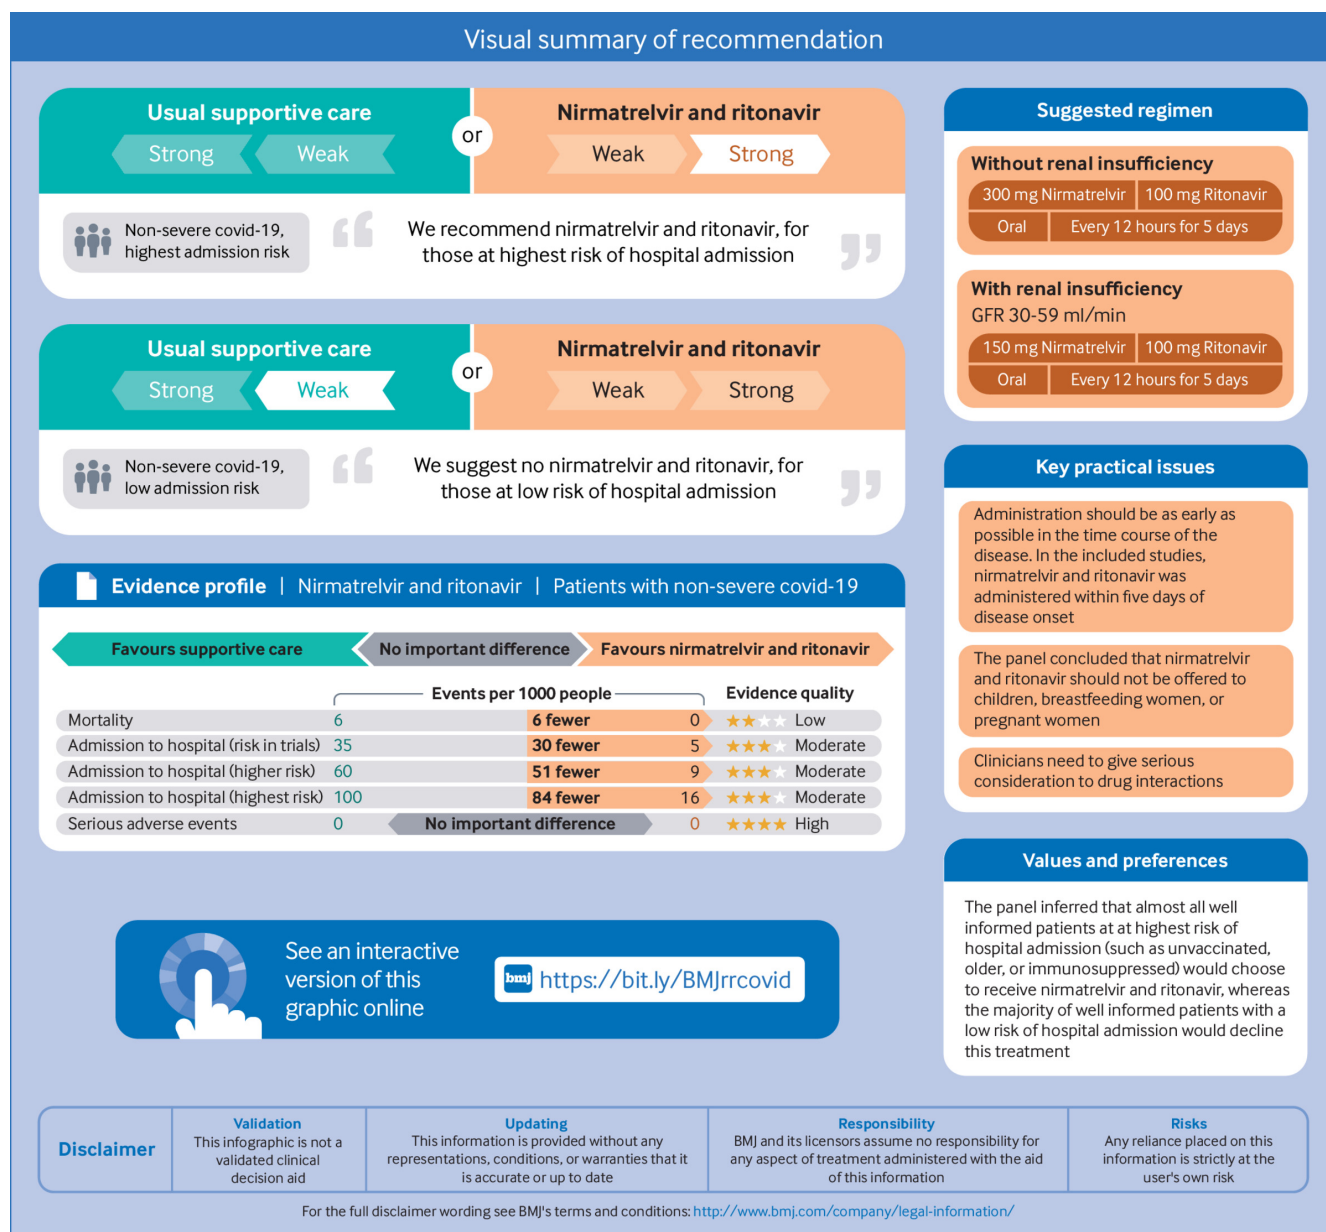 Visual summary of recommendation
Usual supportive care
Strong
Weak
or
Nirmatrelvir and ritonavir
Weak
Strong
Non-severe covid-19,
highest admission risk
We recommend nirmatrelvir and ritonavir, for
those at highest risk of hospital admission
Usual supportive care
Strong
Weak
or
Nirmatrelvir and ritonavir
Weak
Strong
Non-severe covid-19,
low admission risk
We suggest no nirmatrelvir and ritonavir, for
those at low risk of hospital admission
Evidence profile | Nirmatrelvir and ritonavir | Patients with non-severe covid-19
Favours supportive care
No important difference
Favours nirmatrelvir and ritonavir
Events per 1000 people
Evidence quality
Mortality 6 6 fewer 0 Low
Admission to hospital (risk in trials) 35 30 fewer 5 Moderate
Admission to hospital (higher risk) 60 51 fewer 9 Moderate
Admission to hospital (highest risk) 100 84 fewer 16 Moderate
Serious adverse events 0 No important difference 0 High
See an interactive
version of this
graphic online
bmj https://bit.ly/BMJrrcovid
Suggested regimen
Without renal insufficiency
300 mg Nirmatrelvir 100 mg Ritonavir
Oral Every 12 hours for 5 days
With renal insufficiency
GFR 30-59 ml/min
150 mg Nirmatrelvir 100 mg Ritonavir
Oral Every 12 hours for 5 days
Key practical issues
Administration should be as early as
possible in the time course of the
disease. In the included studies,
nirmatrelvir and ritonavir was
administered within five days of
disease onset
The panel concluded that nirmatrelvir
and ritonavir should not be offered to
children, breastfeeding women, or
pregnant women
Clinicians need to give serious
consideration to drug interactions
Values and preferences
The panel inferred that almost all well
informed patients at at highest risk of
hospital admission (such as unvaccinated,
older, or immunosuppressed) would choose
to receive nirmatrelvir and ritonavir, whereas
the majority of well informed patients with a
low risk of hospital admission would decline
this treatment
Disclaimer
Validation
This infographic is not a
validated clinical
decision aid
Updating
This information is provided without any
representations, conditions, or warranties that it
is accurate or up to date
Responsibility
BMJ and its licensors assume no responsibility for
any aspect of treatment administered with the aid
of this information
Risks
Any reliance placed on this
information is strictly at the
user's own risk
For the full disclaimer wording see BMJ's terms and conditions: http://www.bmj.com/company/legal-information/